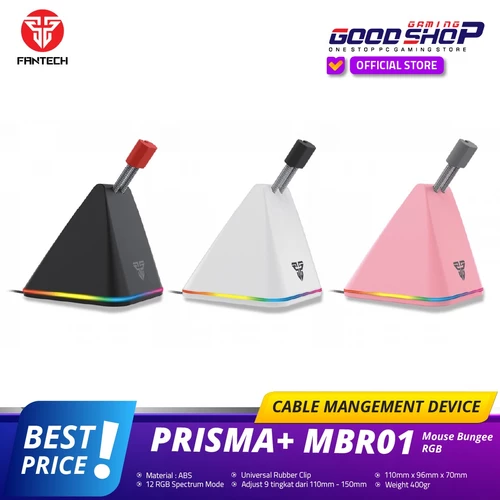 FANTECH
GAMING
GOODSHOP
ONE STOP PC GAMING STORE
OFFICIAL STORE
CABLE MANGEMENT DEVICE
BEST
PRICE !
PRISMA+ MBR01 Mouse Bungee
RGB
• Material : ABS
• 12 RGB Spectrum Mode
• Universal Rubber Clip
• Adjust 9 tingkat dari 110mm - 150mm
• 110mm x 96mm x 70mm
• Weight 400gr